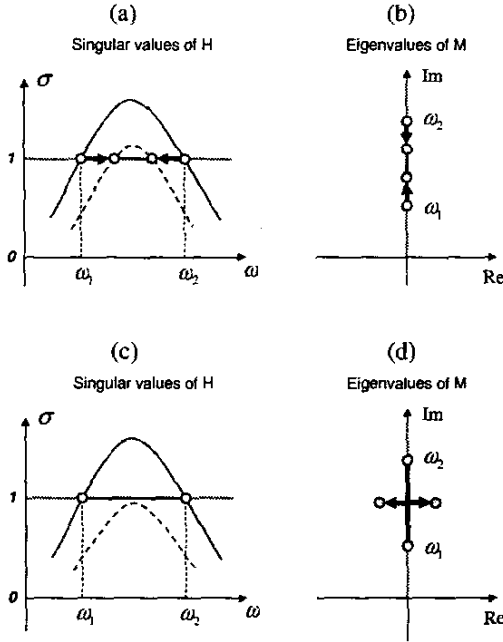 (a)
Singular values of H
σ
1
0
ω₁
ω₂
ω
(b)
Eigenvalues of M
Im
ω₂
ω₁
Re
(c)
Singular values of H
σ
1
0
ω₁
ω₂
ω
(d)
Eigenvalues of M
Im
ω₂
ω₁
Re